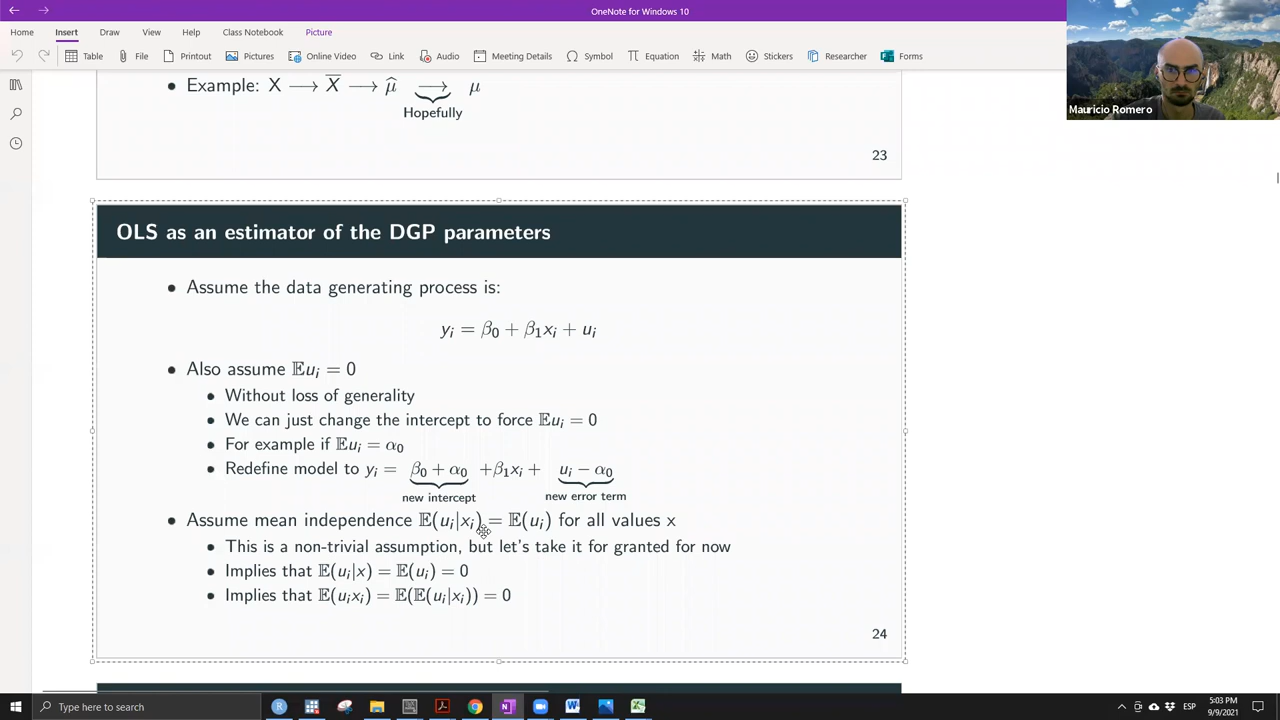 OneNote for Windows 10
Home Insert Draw View Help Class Notebook Picture
Table File Printout Pictures Online Video Link Audio Meeting Details Symbol Equation Math Stickers Researcher Forms
Mauricio Romero
• Example: X ⟶ X̅ ⟶ μ̂ ⟶ μ
Hopefully
23
OLS as an estimator of the DGP parameters
• Assume the data generating process is:
yᵢ = β₀ + β₁xᵢ + uᵢ
• Also assume 𝔼uᵢ = 0
• Without loss of generality
• We can just change the intercept to force 𝔼uᵢ = 0
• For example if 𝔼uᵢ = α₀
• Redefine model to yᵢ = β₀ + α₀ +β₁xᵢ + uᵢ − α₀
new intercept new error term
• Assume mean independence 𝔼(uᵢ|xᵢ) = 𝔼(uᵢ) for all values x
• This is a non-trivial assumption, but let's take it for granted for now
• Implies that 𝔼(uᵢ|x) = 𝔼(uᵢ) = 0
• Implies that 𝔼(uᵢxᵢ) = 𝔼(𝔼(uᵢ|xᵢ)) = 0
24
Type here to search
ESP
5:03 PM
9/9/2021